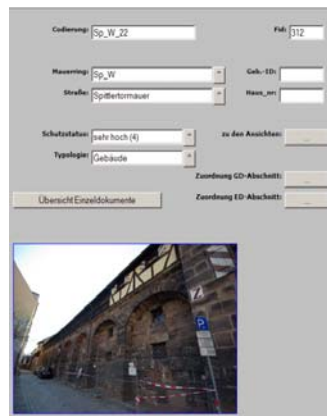 Codierung: Sp_W_22 Fid: 312
Mauerring: Sp_W Geb.-ID:
Straße: Spittlertormauer Haus_nr:
Schutzstatus: sehr hoch (4) zu den Ansichten: ...
Typologie: Gebäude
Zuordnung GD-Abschnitt: ...
Übersicht Einzeldokumente Zuordnung ED-Abschnitt: ...
P